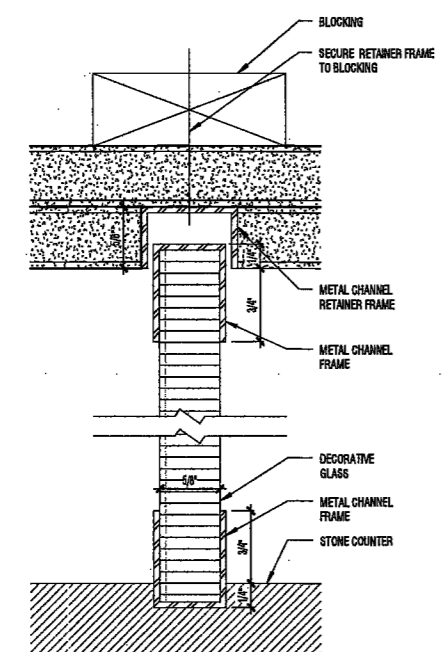 BLOCKING
SECURE RETAINER FRAME
TO BLOCKING
5/8"
1/4"
3/4"
METAL CHANNEL
RETAINER FRAME
METAL CHANNEL
FRAME
DECORATIVE
GLASS
5/8"
METAL CHANNEL
FRAME
3/4"
STONE COUNTER
1/4"